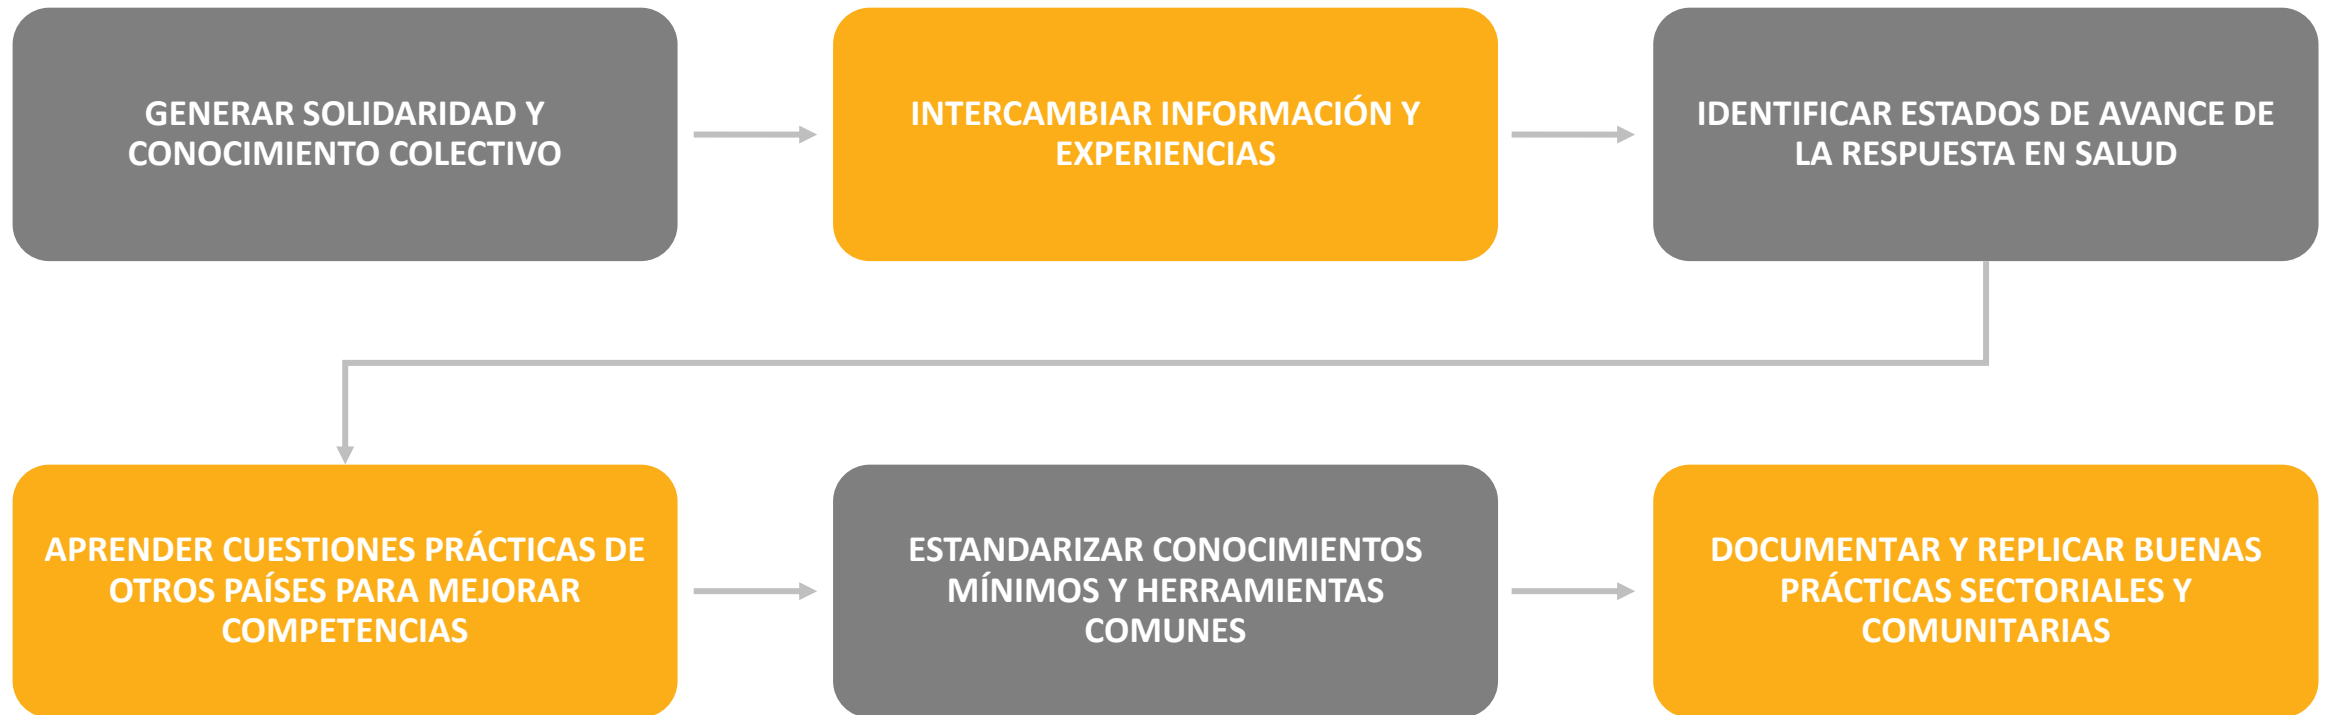 GENERAR SOLIDARIDAD Y
CONOCIMIENTO COLECTIVO
INTERCAMBIAR INFORMACIÓN Y
EXPERIENCIAS
IDENTIFICAR ESTADOS DE AVANCE DE
LA RESPUESTA EN SALUD
APRENDER CUESTIONES PRÁCTICAS DE
OTROS PAÍSES PARA MEJORAR
COMPETENCIAS
ESTANDARIZAR CONOCIMIENTOS
MÍNIMOS Y HERRAMIENTAS
COMUNES
DOCUMENTAR Y REPLICAR BUENAS
PRÁCTICAS SECTORIALES Y
COMUNITARIAS